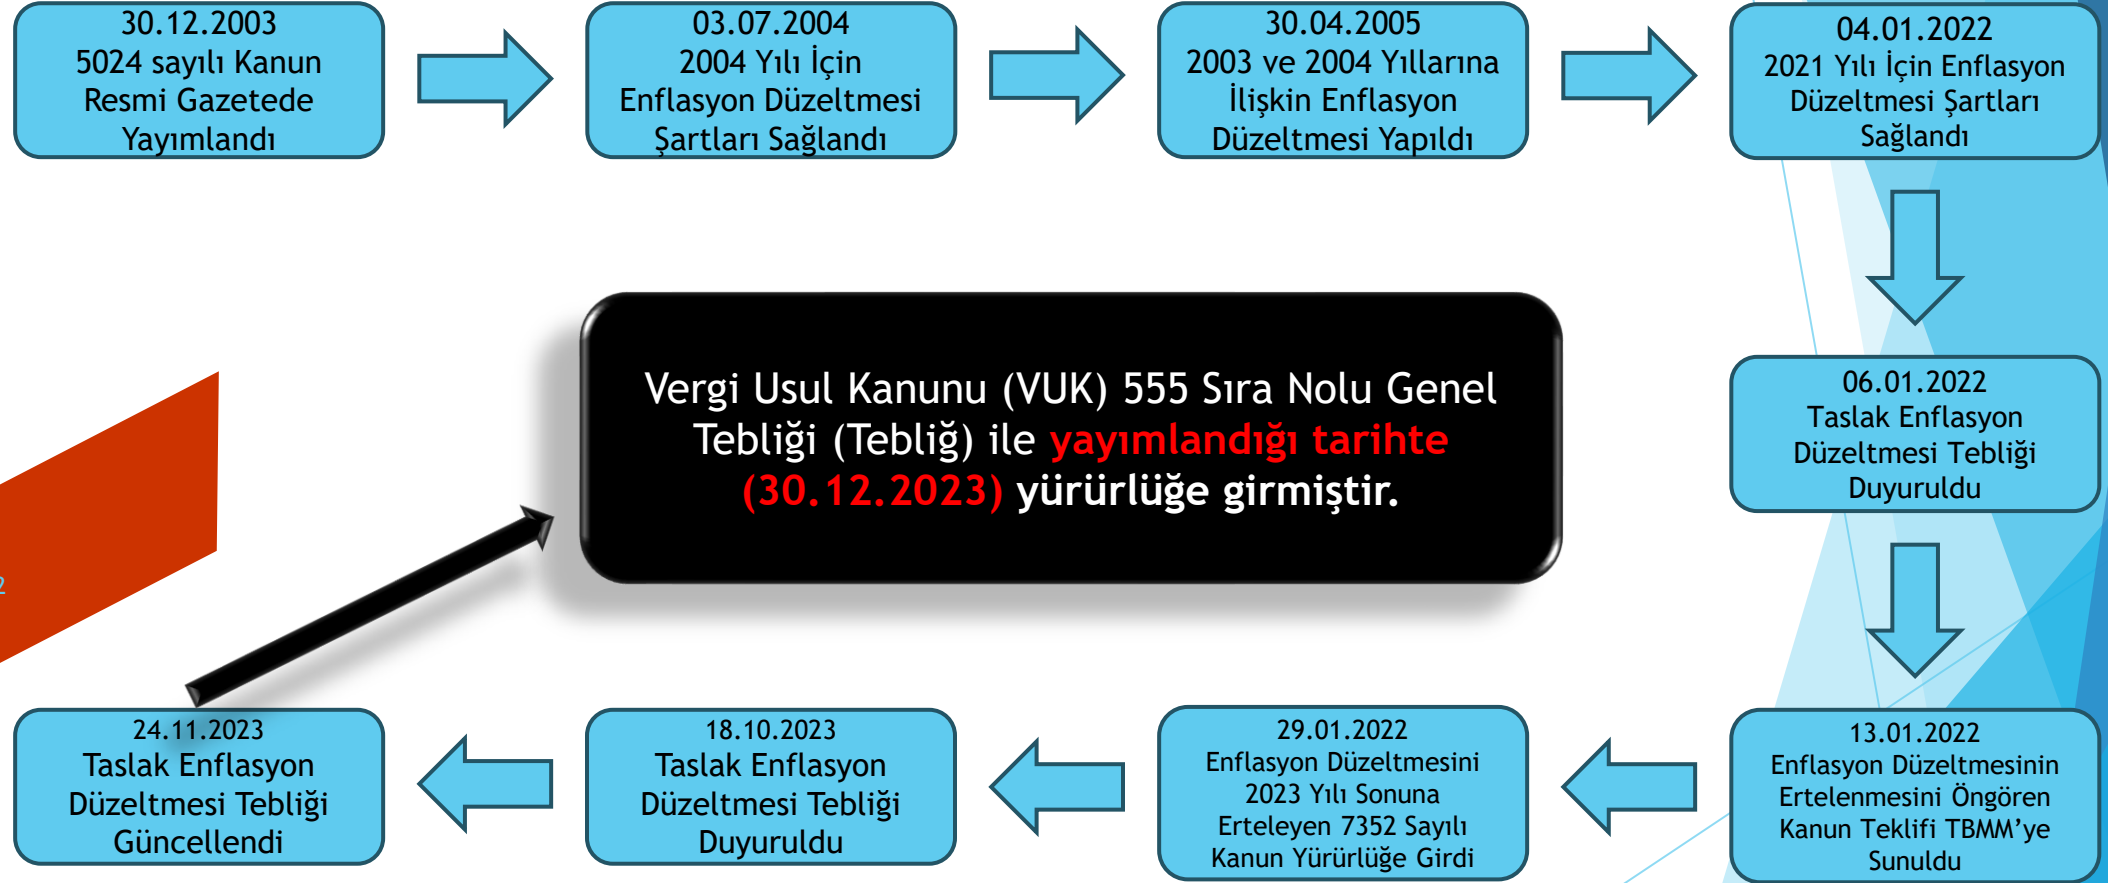 30.12.2003
5024 sayılı Kanun
Resmi Gazetede
Yayımlandı
03.07.2004
2004 Yılı İçin
Enflasyon Düzeltmesi
Şartları Sağlandı
30.04.2005
2003 ve 2004 Yıllarına
İlişkin Enflasyon
Düzeltmesi Yapıldı
04.01.2022
2021 Yılı İçin Enflasyon
Düzeltmesi Şartları
Sağlandı
06.01.2022
Taslak Enflasyon
Düzeltmesi Tebliği
Duyuruldu
13.01.2022
Enflasyon Düzeltmesinin
Ertelenmesini Öngören
Kanun Teklifi TBMM’ye
Sunuldu
29.01.2022
Enflasyon Düzeltmesini
2023 Yılı Sonuna
Erteleyen 7352 Sayılı
Kanun Yürürlüğe Girdi
18.10.2023
Taslak Enflasyon
Düzeltmesi Tebliği
Duyuruldu
24.11.2023
Taslak Enflasyon
Düzeltmesi Tebliği
Güncellendi
Vergi Usul Kanunu (VUK) 555 Sıra Nolu Genel
Tebliği (Tebliğ) ile yayımlandığı tarihte
(30.12.2023) yürürlüğe girmiştir.
2